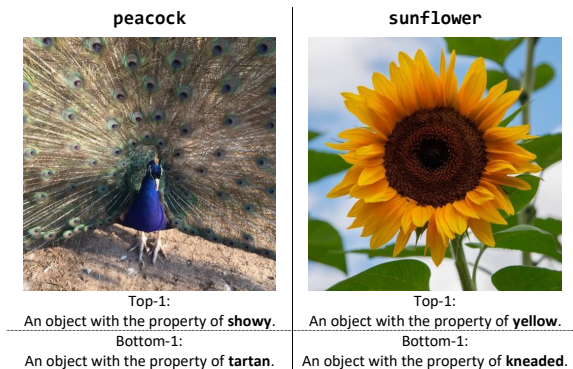 peacock
Top-1:
An object with the property of showy.
Bottom-1:
An object with the property of tartan.
sunflower
Top-1:
An object with the property of yellow.
Bottom-1:
An object with the property of kneaded.